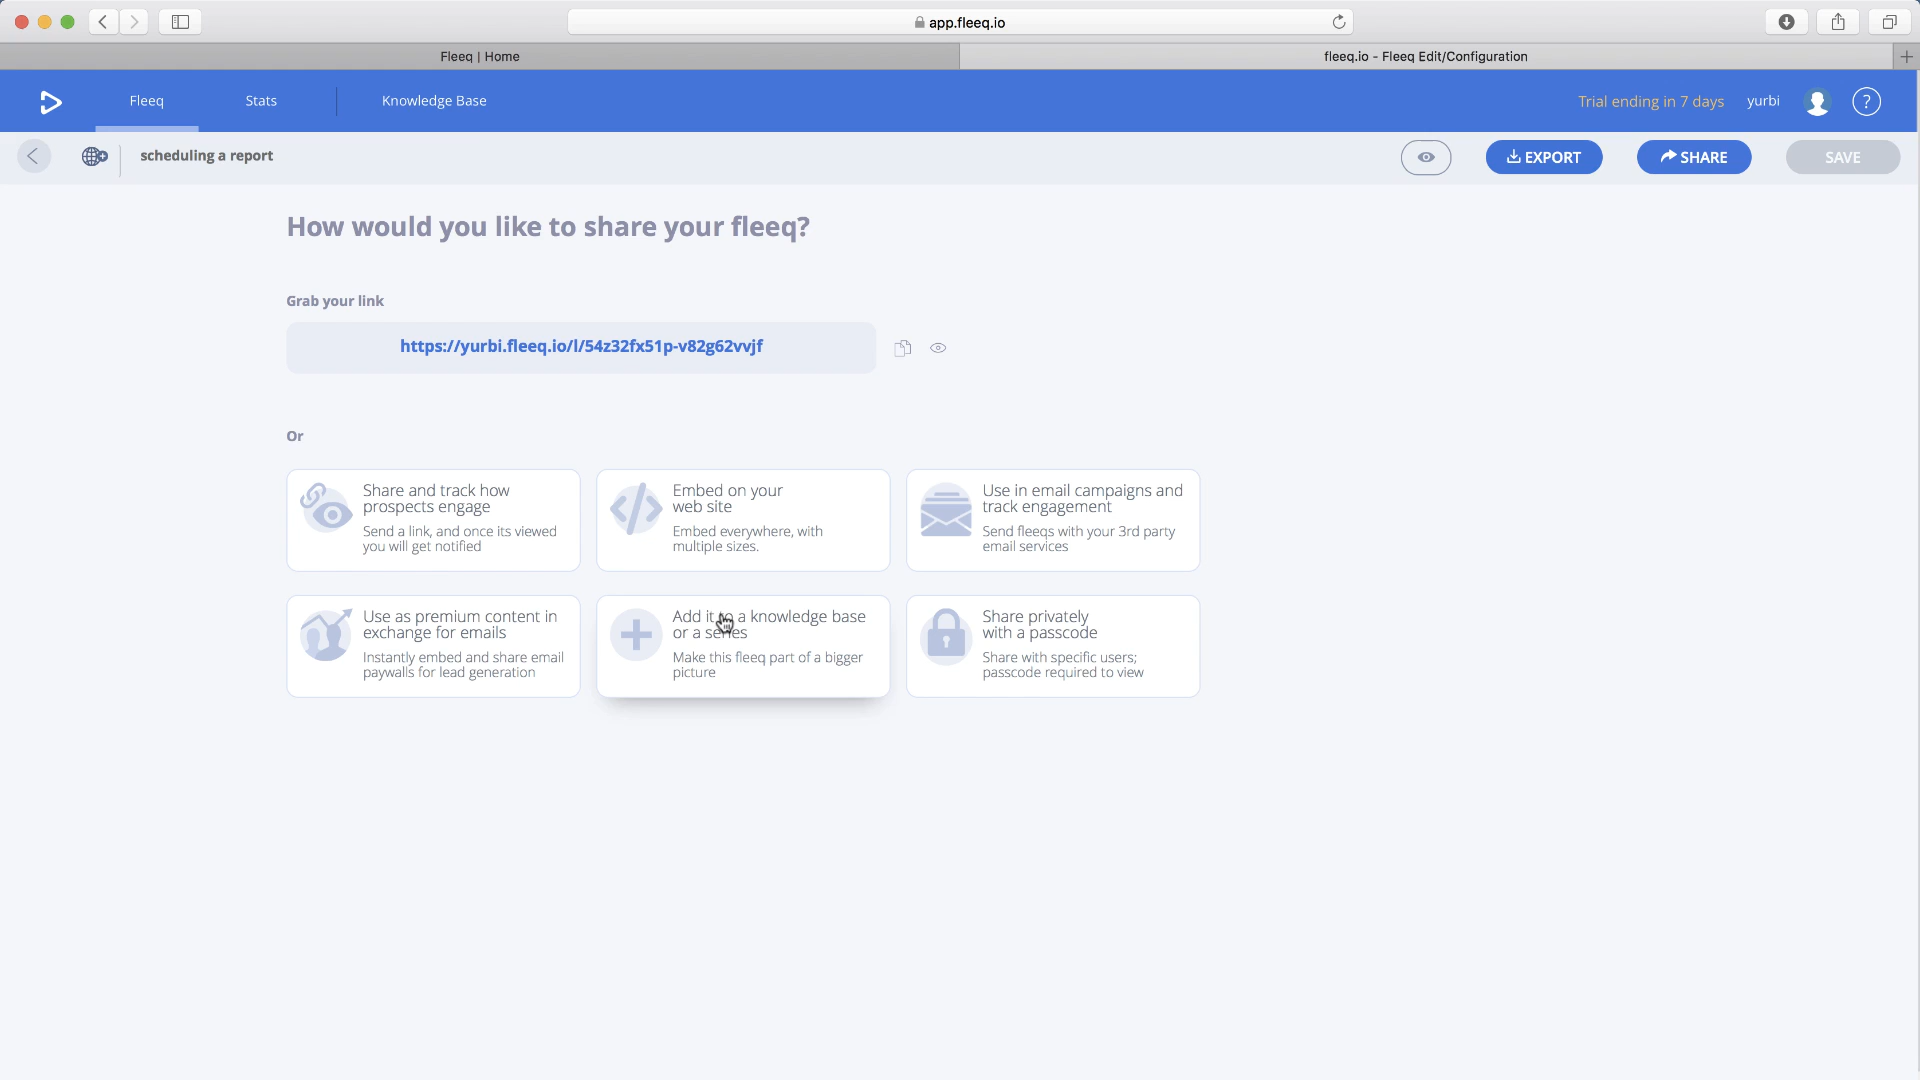 app.fleeq.io
Fleeq | Home
fleeq.io - Fleeq Edit/Configuration
Fleeq
Stats
Knowledge Base
Trial ending in 7 days
yurbi
?
scheduling a report
EXPORT
SHARE
SAVE
How would you like to share your fleeq?
Grab your link
https://yurbi.fleeq.io/l/54z32fx51p-v82g62vvjf
Or
Share and track how
prospects engage
Send a link, and once its viewed
you will get notified
Embed on your
web site
Embed everywhere, with
multiple sizes.
Use in email campaigns and
track engagement
Send fleeqs with your 3rd party
email services
Use as premium content in
exchange for emails
Instantly embed and share email
paywalls for lead generation
Add it to a knowledge base
or a series
Make this fleeq part of a bigger
picture
Share privately
with a passcode
Share with specific users;
passcode required to view